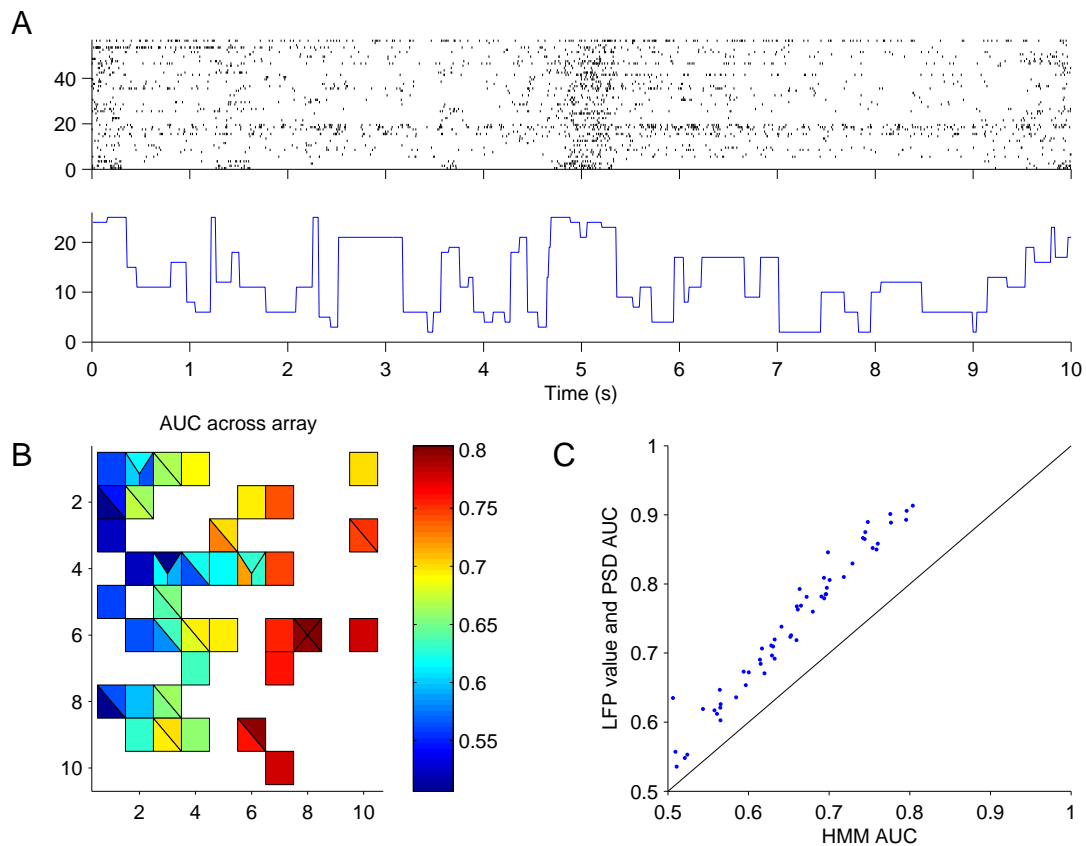 A
40
20
0
20
10
0
0 1 2 3 4 5 6 7 8 9 10
Time (s)
B
AUC across array
2
4
6
8
10
2 4 6 8 10
0.8
0.75
0.7
0.65
0.6
0.55
C
LFP value and PSD AUC
1
0.9
0.8
0.7
0.6
0.5
0.5 0.6 0.7 0.8 0.9 1
HMM AUC